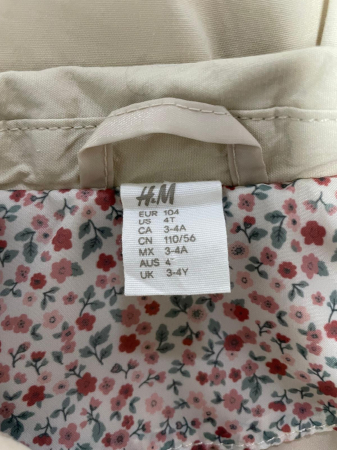 H&M
EUR 104
US 4T
CA 3-4A
CN 110/56
MX 3-4A
AUS 4
UK 3-4Y